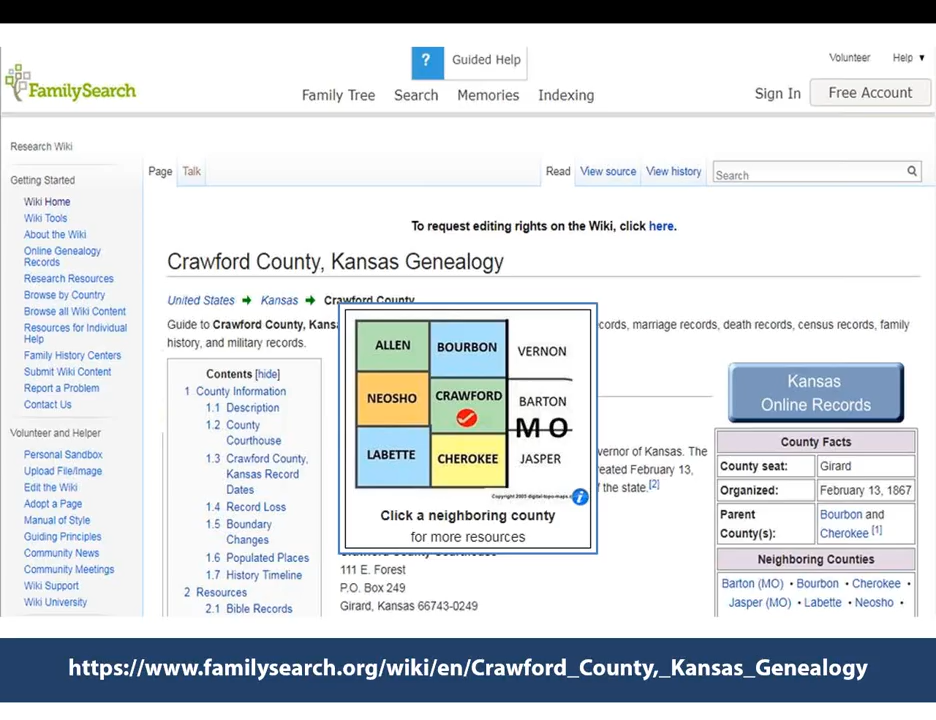 ? Guided Help
Volunteer Help ▼
FamilySearch
Family Tree Search Memories Indexing
Sign In Free Account
Research Wiki
Getting Started
Wiki Home
Wiki Tools
About the Wiki
Online Genealogy
Records
Research Resources
Browse by Country
Browse all Wiki Content
Resources for Individual
Help
Family History Centers
Submit Wiki Content
Report a Problem
Contact Us
Volunteer and Helper
Personal Sandbox
Upload File/Image
Edit the Wiki
Adopt a Page
Manual of Style
Guiding Principles
Community News
Community Meetings
Wiki Support
Wiki University
Page Talk
Read View source View history Search
To request editing rights on the Wiki, click here.
Crawford County, Kansas Genealogy
United States ➜ Kansas ➜ Crawford County
Guide to Crawford County, Kansa
cords, marriage records, death records, census records, family
history, and military records.
Contents [hide]
1 County Information
1.1 Description
1.2 County
Courthouse
1.3 Crawford County,
Kansas Record
Dates
1.4 Record Loss
1.5 Boundary
Changes
1.6 Populated Places
1.7 History Timeline
2 Resources
2.1 Bible Records
ALLEN BOURBON VERNON
NEOSHO CRAWFORD BARTON
MO
LABETTE CHEROKEE JASPER
Copyright 2005 digital-topo-maps.c
i
Click a neighboring county
for more resources
vernor of Kansas. The
eated February 13,
the state.[2]
Crawford County Courthouse
111 E. Forest
P.O. Box 249
Girard, Kansas 66743-0249
Kansas
Online Records
County Facts
County seat: Girard
Organized: February 13, 1867
Parent
County(s): Bourbon and
Cherokee [1]
Neighboring Counties
Barton (MO) • Bourbon • Cherokee •
Jasper (MO) • Labette • Neosho •
https://www.familysearch.org/wiki/en/Crawford_County,_Kansas_Genealogy